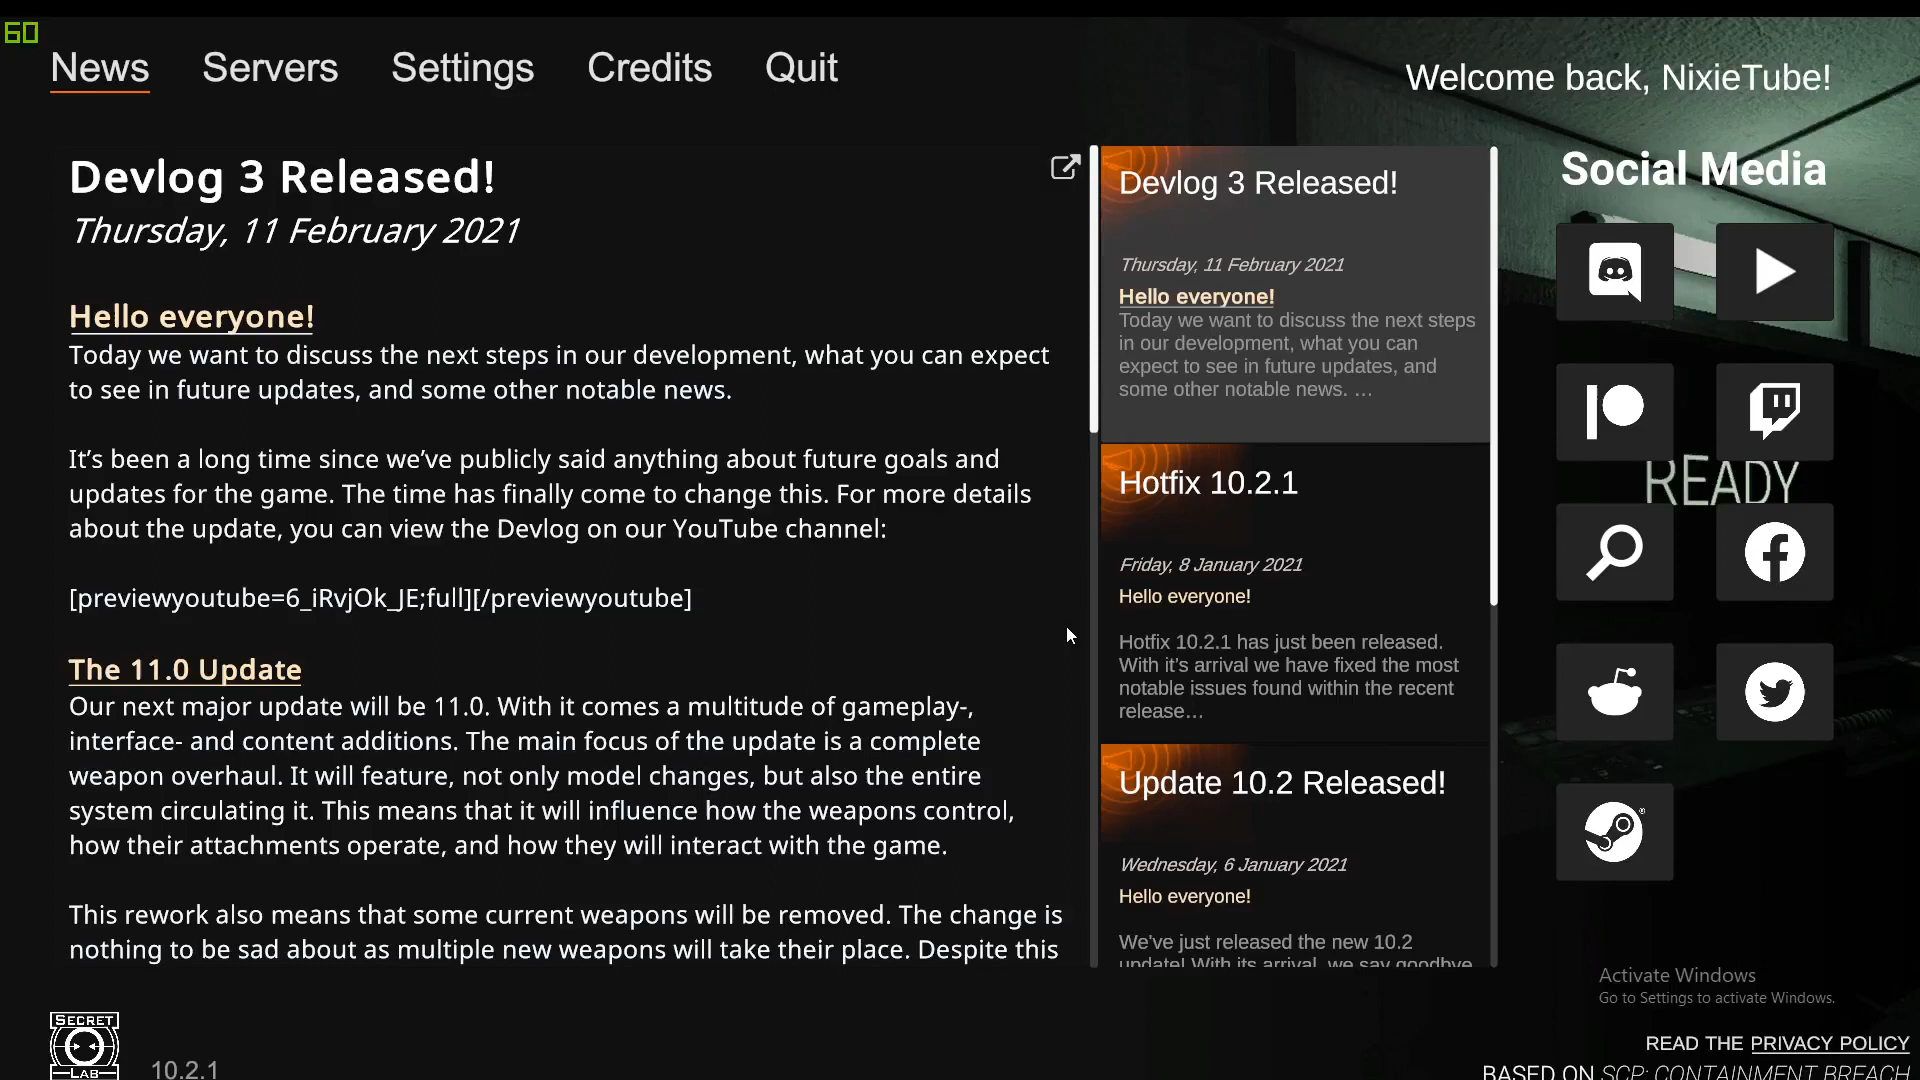 60
News Servers Settings Credits Quit
Welcome back, NixieTube!
Devlog 3 Released!
Thursday, 11 February 2021
Hello everyone!
Today we want to discuss the next steps in our development, what you can expect
to see in future updates, and some other notable news.
It’s been a long time since we’ve publicly said anything about future goals and
updates for the game. The time has finally come to change this. For more details
about the update, you can view the Devlog on our YouTube channel:
[previewyoutube=6_iRvjOk_JE;full][/previewyoutube]
The 11.0 Update
Our next major update will be 11.0. With it comes a multitude of gameplay-,
interface- and content additions. The main focus of the update is a complete
weapon overhaul. It will feature, not only model changes, but also the entire
system circulating it. This means that it will influence how the weapons control,
how their attachments operate, and how they will interact with the game.
This rework also means that some current weapons will be removed. The change is
nothing to be sad about as multiple new weapons will take their place. Despite this
Devlog 3 Released!
Thursday, 11 February 2021
Hello everyone!
Today we want to discuss the next steps
in our development, what you can
expect to see in future updates, and
some other notable news. …
Hotfix 10.2.1
Friday, 8 January 2021
Hello everyone!
Hotfix 10.2.1 has just been released.
With it’s arrival we have fixed the most
notable issues found within the recent
release…
Update 10.2 Released!
Wednesday, 6 January 2021
Hello everyone!
We've just released the new 10.2
update! With its arrival, we say goodbye
Social Media
READY
Activate Windows
Go to Settings to activate Windows.
READ THE PRIVACY POLICY
BASED ON SCP: CONTAINMENT BREACH
SECRET
LAB
10.2.1